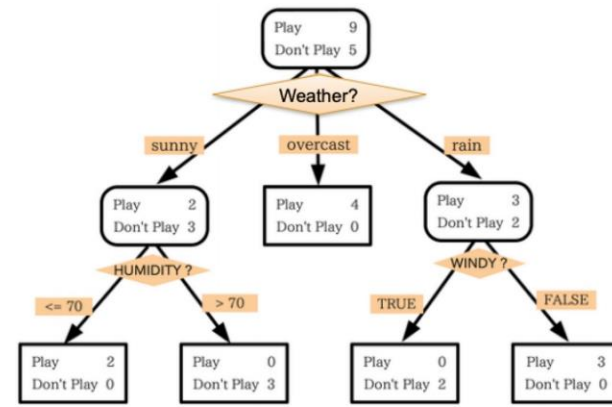 Play 9
Don't Play 5
Weather?
sunny
overcast
rain
Play 2
Don't Play 3
Play 4
Don't Play 0
Play 3
Don't Play 2
HUMIDITY ?
WINDY ?
<= 70
> 70
TRUE
FALSE
Play 2
Don't Play 0
Play 0
Don't Play 3
Play 0
Don't Play 2
Play 3
Don't Play 0